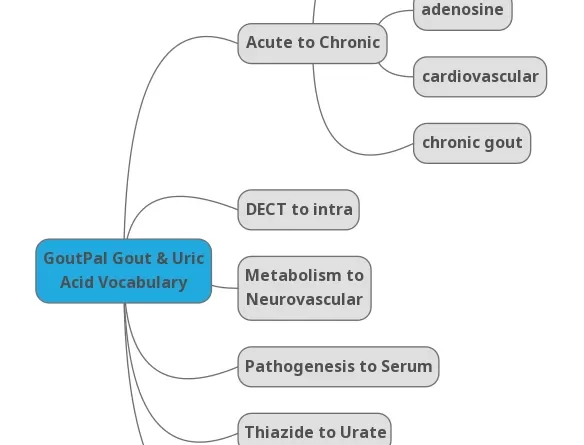 adenosine
Acute to Chronic
cardiovascular
chronic gout
DECT to intra
GoutPal Gout & Uric
Acid Vocabulary
Metabolism to
Neurovascular
Pathogenesis to Serum
Thiazide to Urate